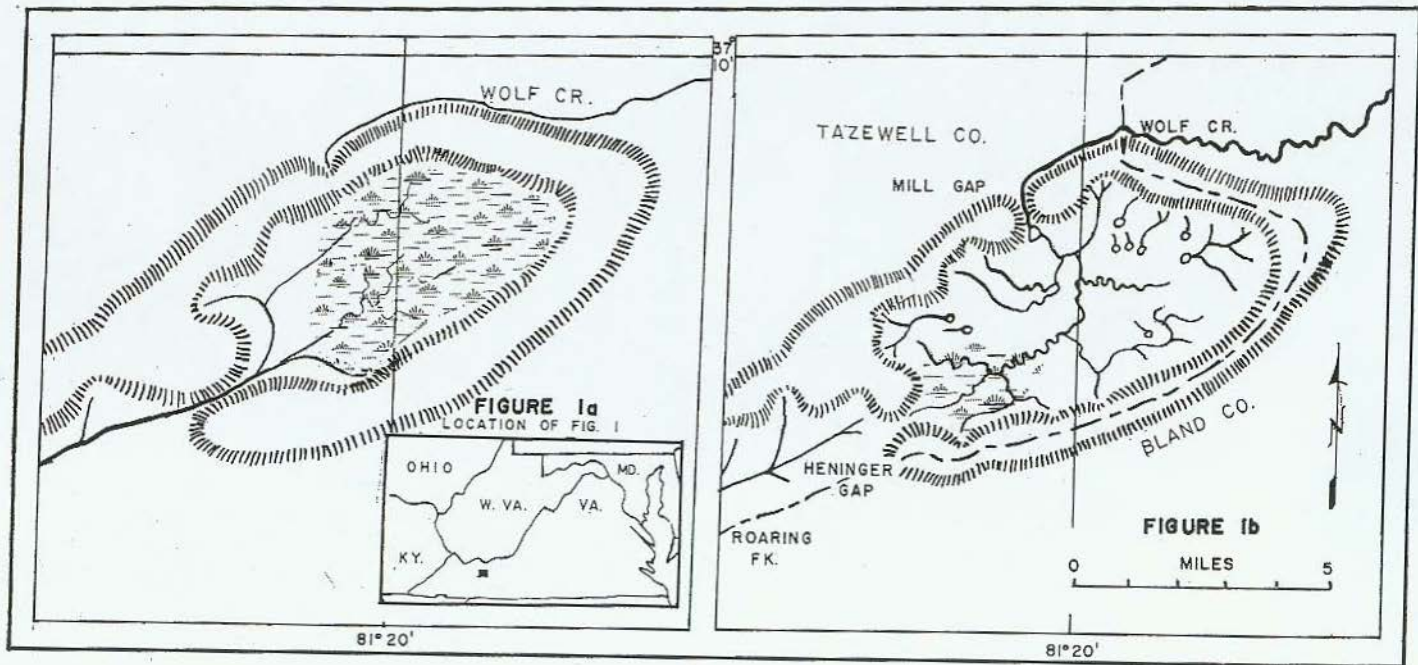 WOLF CR.
FIGURE 1a
LOCATION OF FIG. 1
OHIO
MD.
W. VA.
VA.
KY.
81° 20'
37°
10'
TAZEWELL CO.
WOLF CR.
MILL GAP
BLAND CO.
HENINGER
GAP
ROARING
FK.
N
FIGURE 1b
MILES
0
5
81° 20'